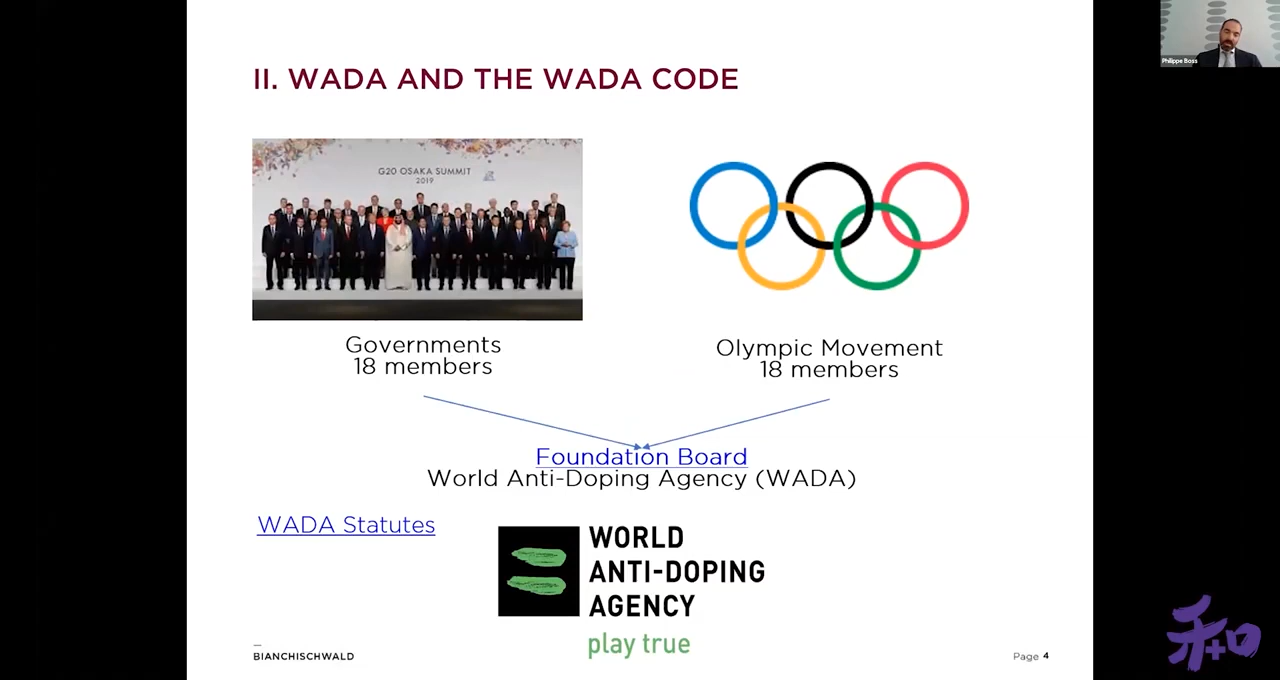 Philippe Boss
II. WADA AND THE WADA CODE
G20 OSAKA SUMMIT
2019
Governments
18 members
Olympic Movement
18 members
Foundation Board
World Anti-Doping Agency (WADA)
WADA Statutes
WORLD
ANTI-DOPING
AGENCY
play true
BIANCHISCHWALD
Page 4
和